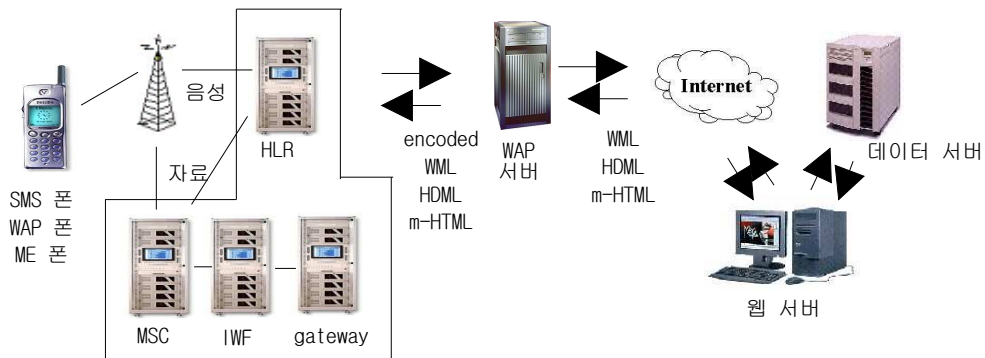 음성
HLR
자료
SMS 폰
WAP 폰
ME 폰
MSC
IWF
gateway
encoded
WML
HDML
m-HTML
WAP
서버
WML
HDML
m-HTML
Internet
데이터 서버
웹 서버